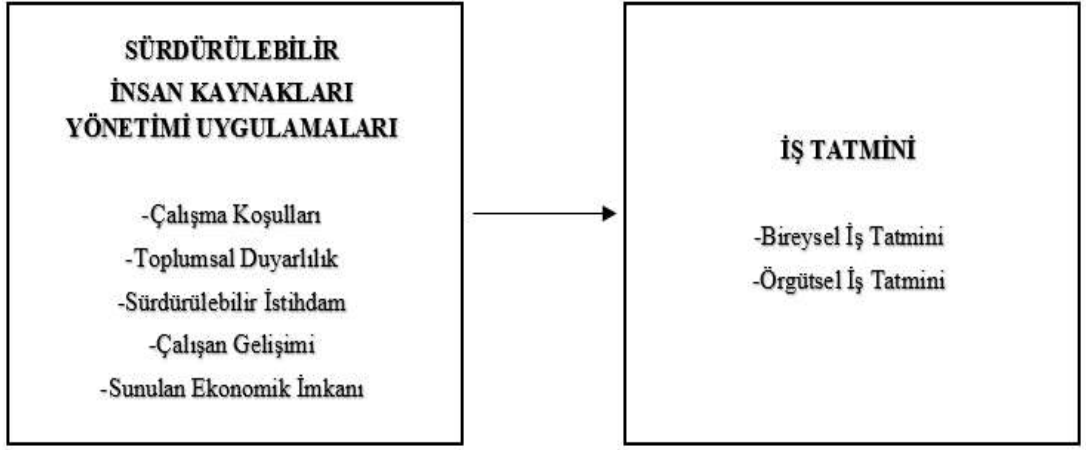 SÜRDÜRÜLEBİLİR
İNSAN KAYNAKLARI
YÖNETİMİ UYGULAMALARI
-Çalışma Koşulları
-Toplumsal Duyarlılık
-Sürdürülebilir İstihdam
-Çalışan Gelişimi
-Sunulan Ekonomik İmkanı
İŞ TATMİNİ
-Bireysel İş Tatmini
-Örgütsel İş Tatmini